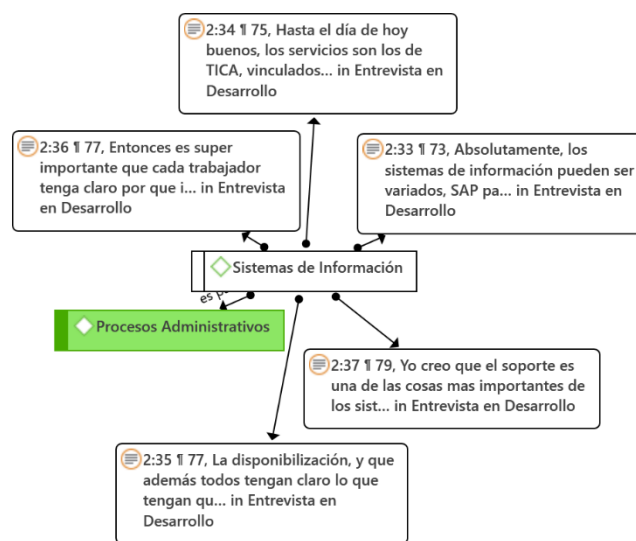 2:34 ¶ 75, Hasta el día de hoy
buenos, los servicios son los de
TICA, vinculados... in Entrevista en
Desarrollo
2:36 ¶ 77, Entonces es super
importante que cada trabajador
tenga claro por que i... in Entrevista
en Desarrollo
2:33 ¶ 73, Absolutamente, los
sistemas de información pueden ser
variados, SAP pa... in Entrevista en
Desarrollo
Sistemas de Información
es
Procesos Administrativos
2:37 ¶ 79, Yo creo que el soporte es
una de las cosas mas importantes de
los sist... in Entrevista en Desarrollo
2:35 ¶ 77, La disponibilización, y que
además todos tengan claro lo que
tengan qu... in Entrevista en
Desarrollo